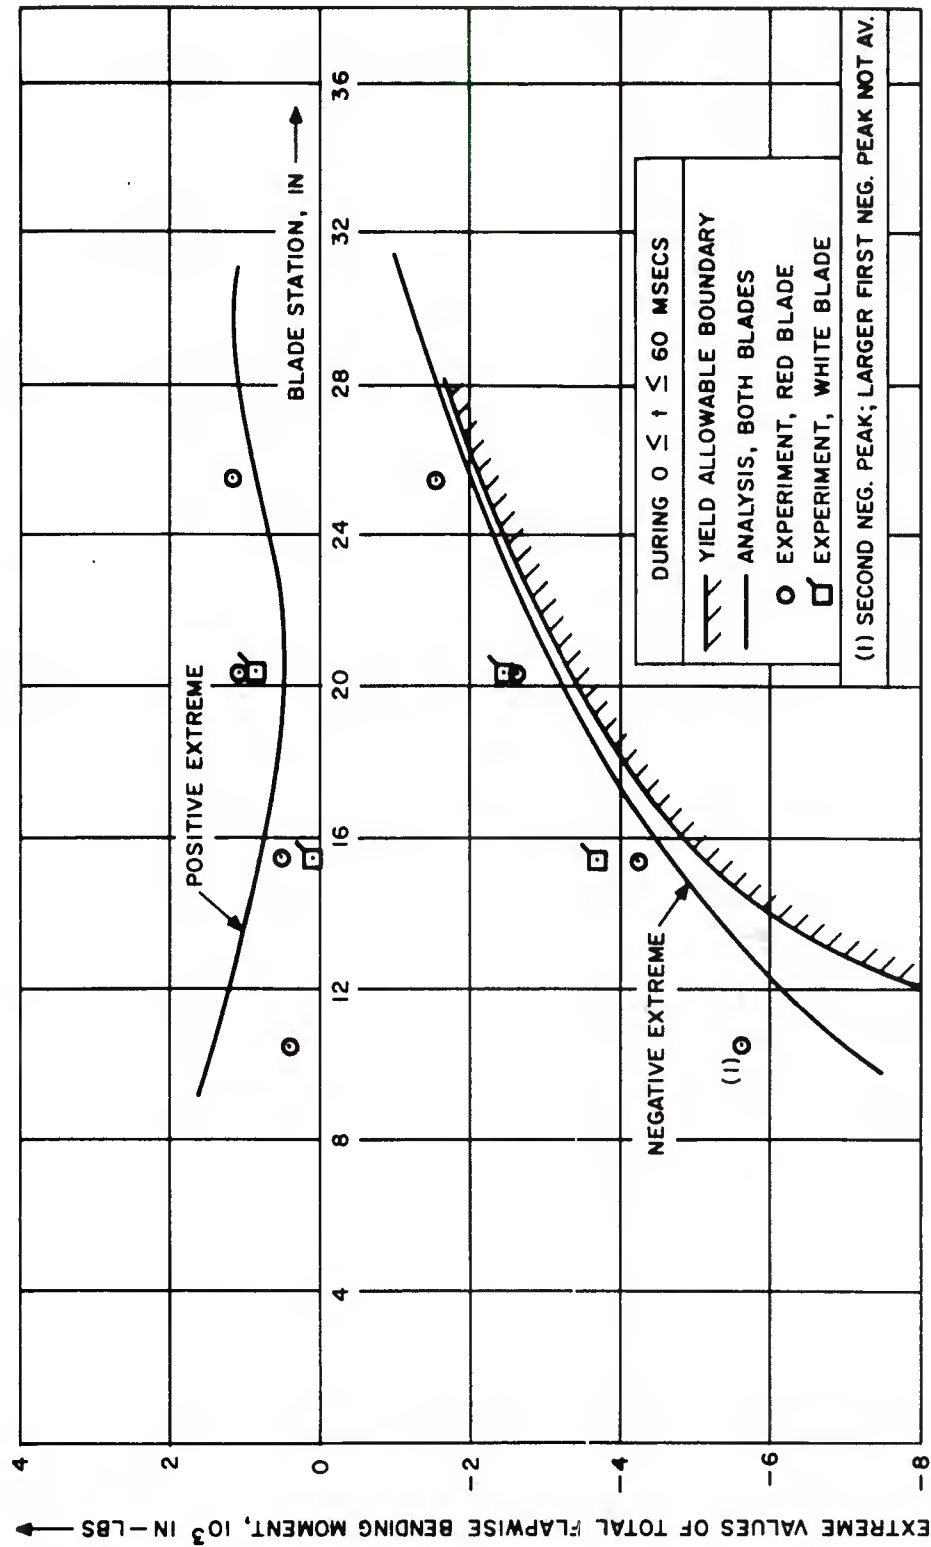 EXTREME VALUES OF TOTAL FLAPWISE BENDING MOMENT, 10³ IN-LBS
4
2
0
-2
-4
-6
-8
4
8
12
16
20
24
28
32
36
BLADE STATION, IN
POSITIVE EXTREME
NEGATIVE EXTREME
(1)
DURING 0 ≤ t ≤ 60 MSECS
YIELD ALLOWABLE BOUNDARY
ANALYSIS, BOTH BLADES
EXPERIMENT, RED BLADE
EXPERIMENT, WHITE BLADE
(1) SECOND NEG. PEAK; LARGER FIRST NEG. PEAK NOT AV.